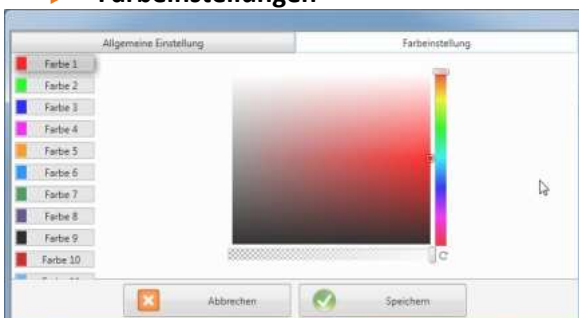 Farbeinstellungen
Allgemeine Einstellung
Farbeinstellung
Farbe 1
Farbe 2
Farbe 3
Farbe 4
Farbe 5
Farbe 6
Farbe 7
Farbe 8
Farbe 9
Farbe 10
Abbrechen
Speichern